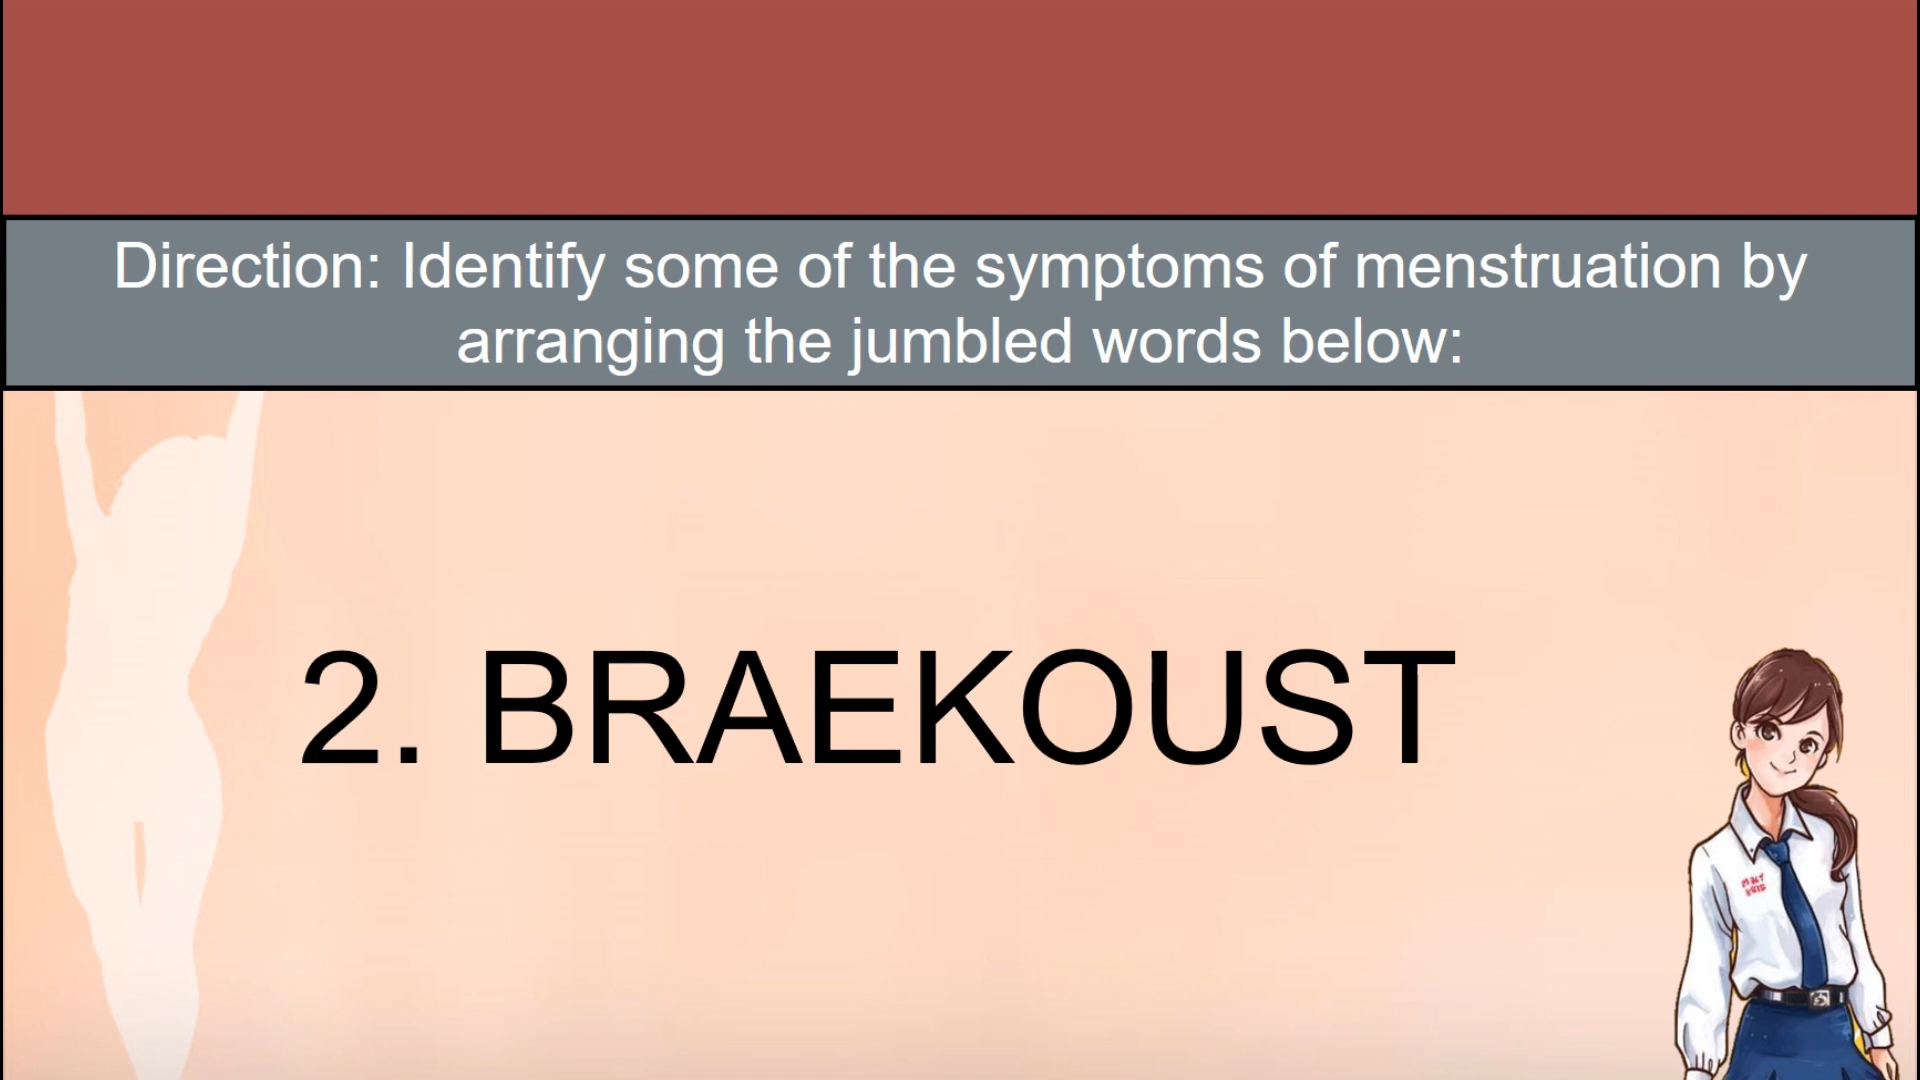 Direction: Identify some of the symptoms of menstruation by
arranging the jumbled words below:
2. BRAEKOUST